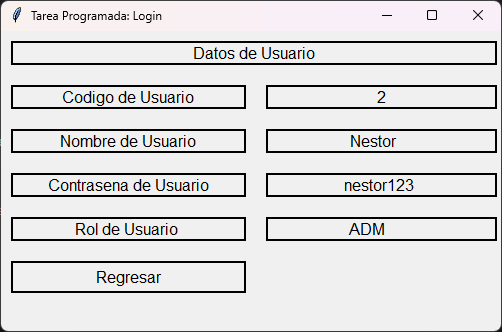 Tarea Programada: Login
Datos de Usuario
Codigo de Usuario 2
Nombre de Usuario Nestor
Contrasena de Usuario nestor123
Rol de Usuario ADM
Regresar